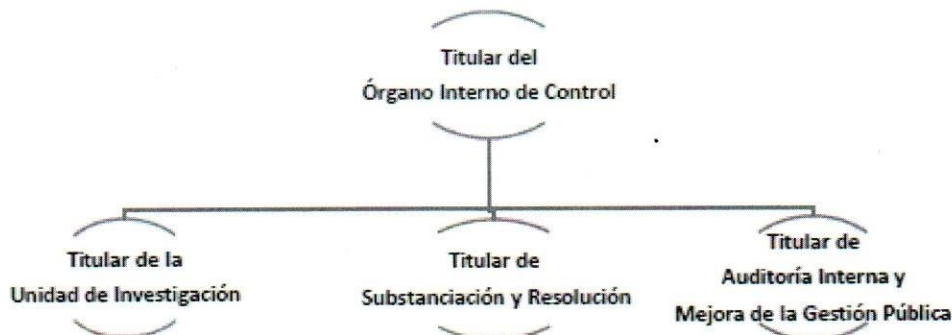 Titular del
Órgano Interno de Control
Titular de la
Unidad de Investigación
Titular de
Substanciación y Resolución
Titular de
Auditoría Interna y
Mejora de la Gestión Pública